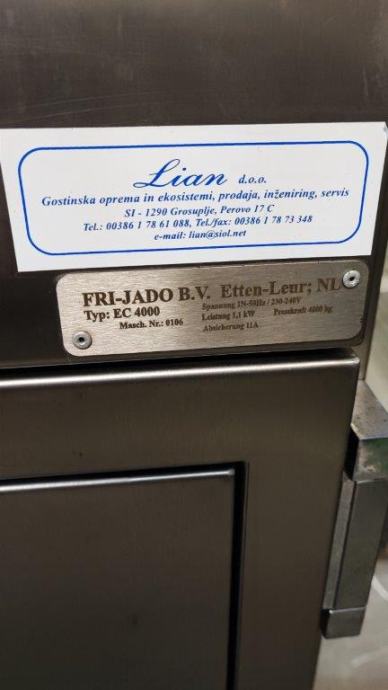 Lian d.o.o.
Gostinska oprema in ekosistemi, prodaja, inženiring, servis
SI - 1290 Grosuplje, Perovo 17 C
Tel.: 00386 1 78 61 088, Tel./fax: 00386 1 78 73 348
e-mail: lian@siol.net
FRI-JADO B.V. Etten-Leur; NL
Typ: EC 4000 Spannung 1N-50Hz / 230-240V
Leistung 1,1 kW Presskraft 4000 kg
Masch. Nr.: 0106 Absicherung 11A